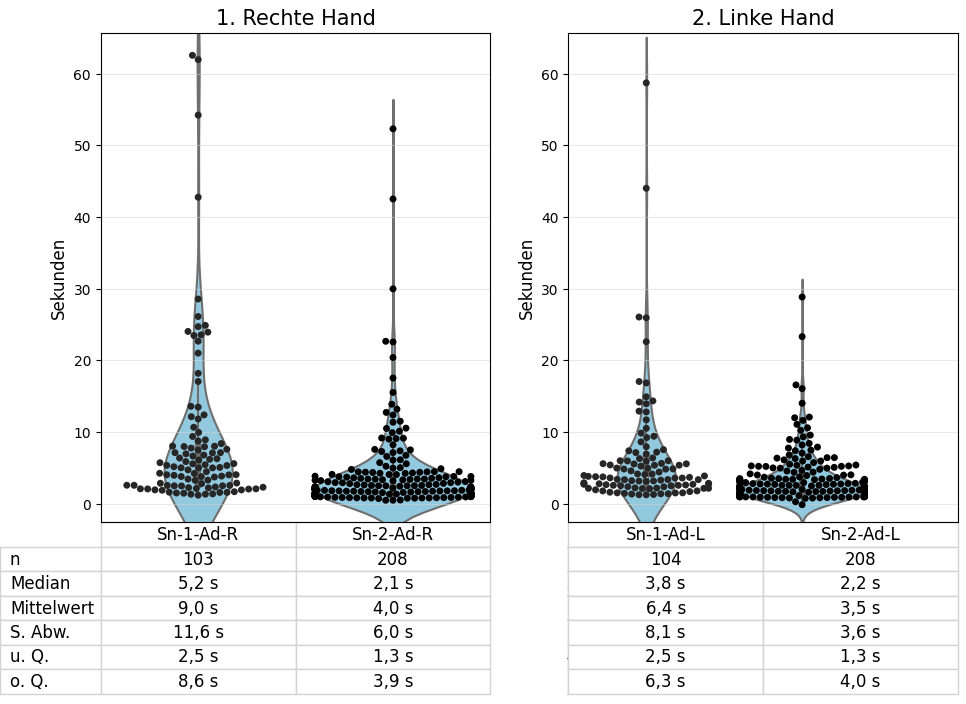 1. Rechte Hand
2. Linke Hand
Sekunden
60
50
40
30
20
10
0
Sekunden
60
50
40
30
20
10
0
Sn-1-Ad-R Sn-2-Ad-R Sn-1-Ad-L Sn-2-Ad-L
n 103 208 104 208
Median 5,2 s 2,1 s 3,8 s 2,2 s
Mittelwert 9,0 s 4,0 s 6,4 s 3,5 s
S. Abw. 11,6 s 6,0 s 8,1 s 3,6 s
u. Q. 2,5 s 1,3 s 2,5 s 1,3 s
o. Q. 8,6 s 3,9 s 6,3 s 4,0 s